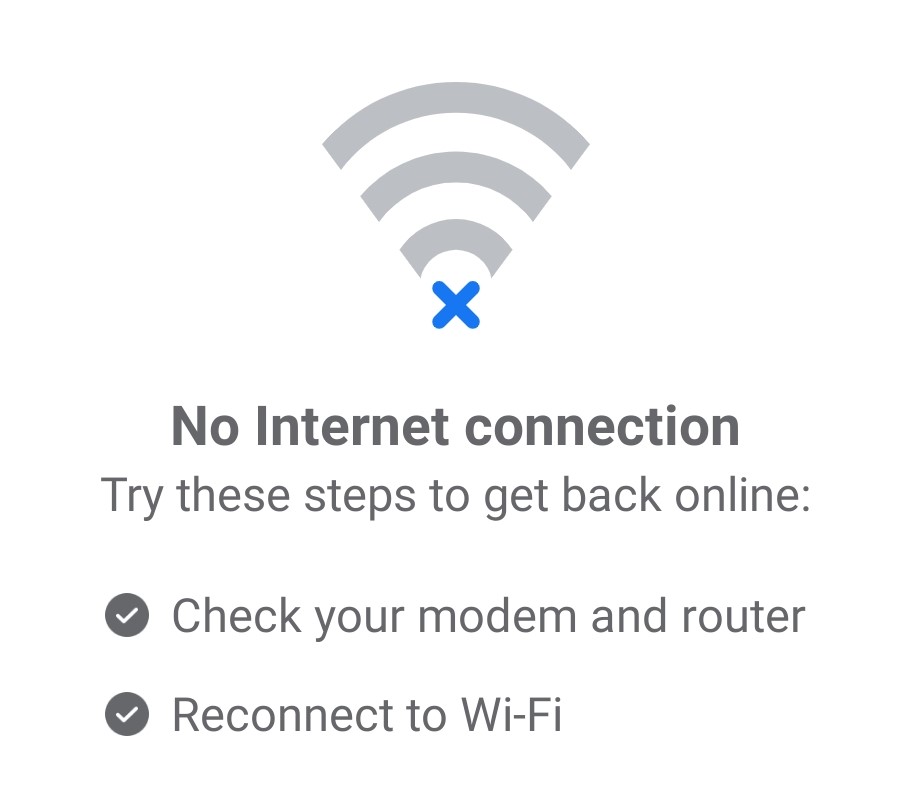 No Internet connection
Try these steps to get back online:
Check your modem and router
Reconnect to Wi-Fi